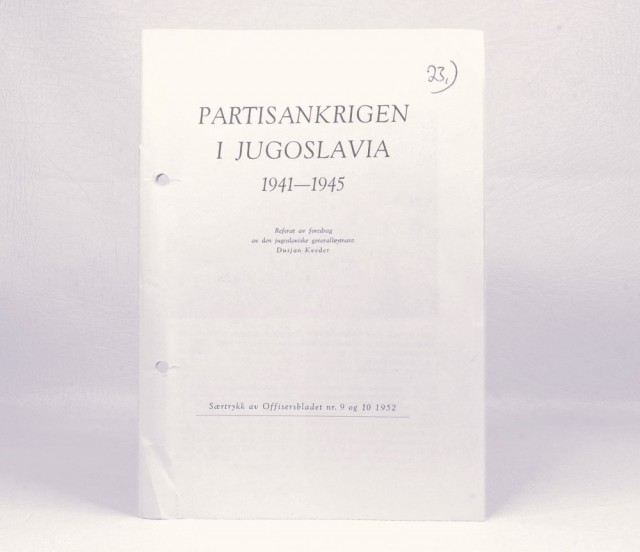 23,)
PARTISANKRIGEN
I JUGOSLAVIA
1941—1945
Referat av foredrag
av den jugoslaviske generalløytnant
Dusjan Kveder
Særtrykk av Offisersbladet nr. 9 og 10 1952